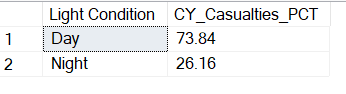 Light Condition CY_Casualties_PCT
1 Day 73.84
2 Night 26.16